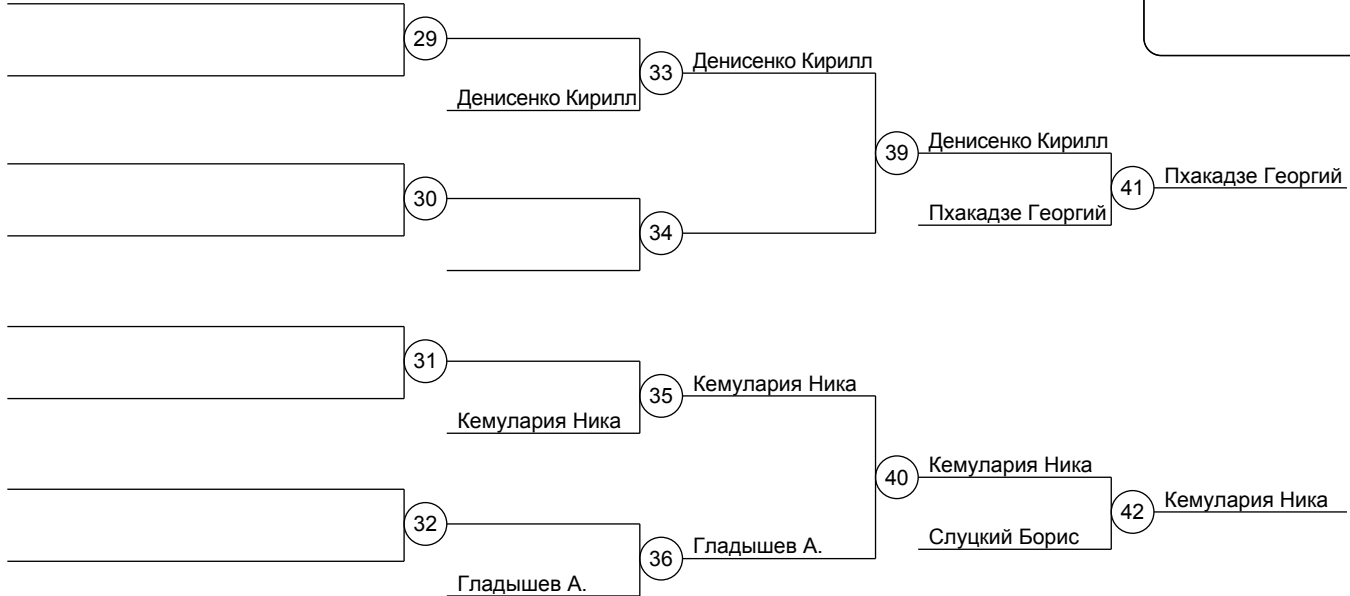 29
33
Денисенко Кирилл
Денисенко Кирилл
39
Денисенко Кирилл
41
Пхакадзе Георгий
30
34
Пхакадзе Георгий
31
35
Кемулария Ника
Кемулария Ника
40
Кемулария Ника
42
Кемулария Ника
32
36
Гладышев А.
Слуцкий Борис
Гладышев А.